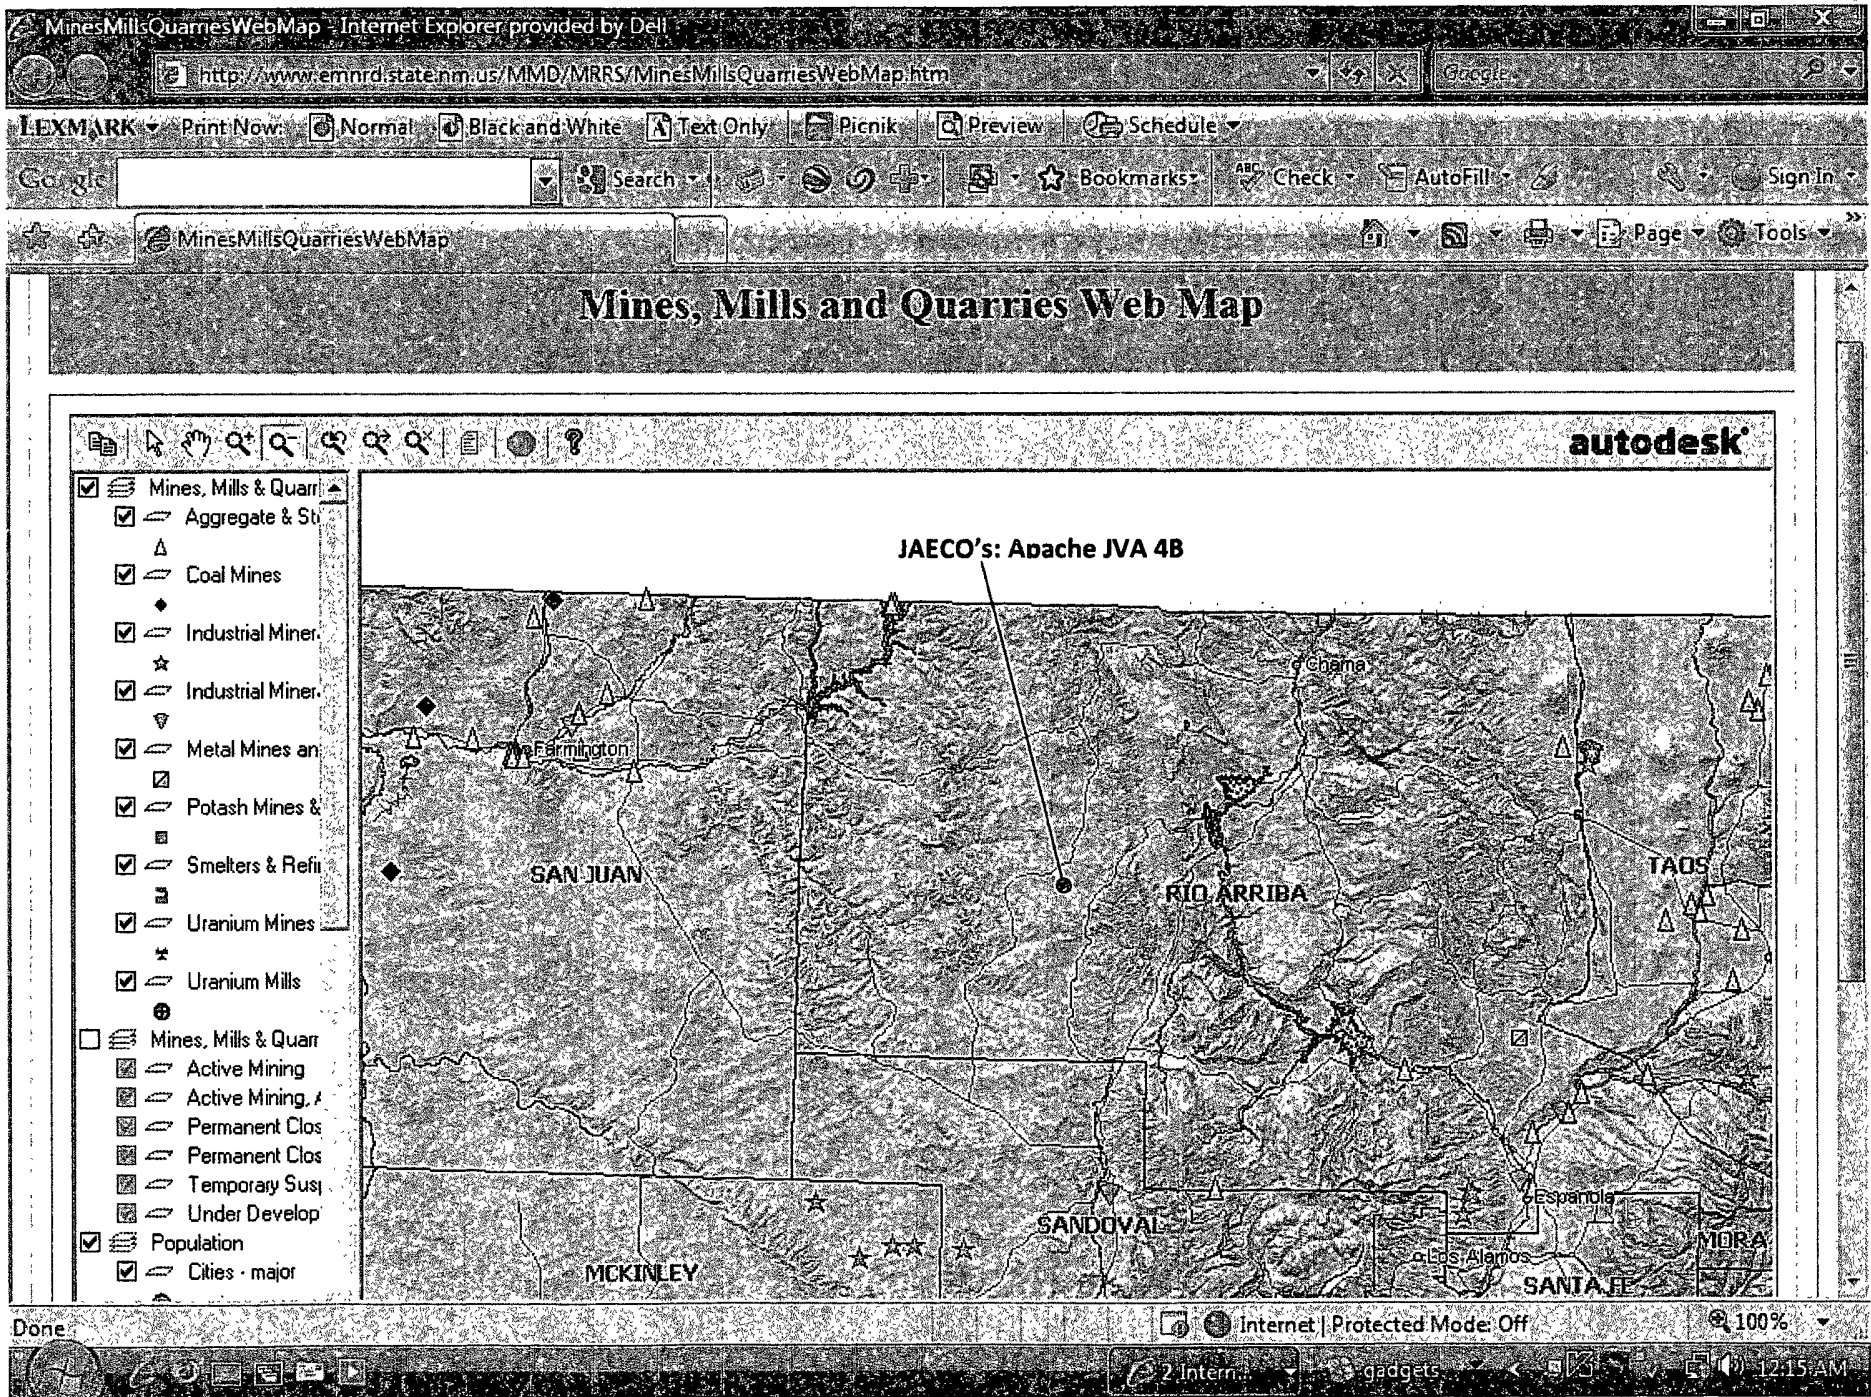 MinesMillsQuarriesWebMap - Internet Explorer provided by Dell
http://www.emnrd.state.nm.us/MMD/MRRS/MinesMillsQuarriesWebMap.htm
Google
LEXMARK Print Now: Normal Black and White Text Only Picnik Preview Schedule
Google Search Bookmarks Check AutoFill Sign In
MinesMillsQuarriesWebMap Page Tools
Mines, Mills and Quarries Web Map
autodesk
Mines, Mills & Quarr
Aggregate & Sto
Coal Mines
Industrial Miner
Industrial Miner
Metal Mines an
Potash Mines &
Smelters & Refi
Uranium Mines
Uranium Mills
Mines, Mills & Quarr
Active Mining
Active Mining, A
Permanent Clos
Permanent Clos
Temporary Susp
Under Develop
Population
Cities - major
JAECO's: Apache JVA 4B
Chama
Farmington
SAN JUAN
RIO ARRIBA
TAOS
Espanola
SANDOVAL
MORA
Los Alamos
MCKINLEY
SANTA FE
Done Internet | Protected Mode: Off 100%
2 Intern... gadgets 12:15 AM